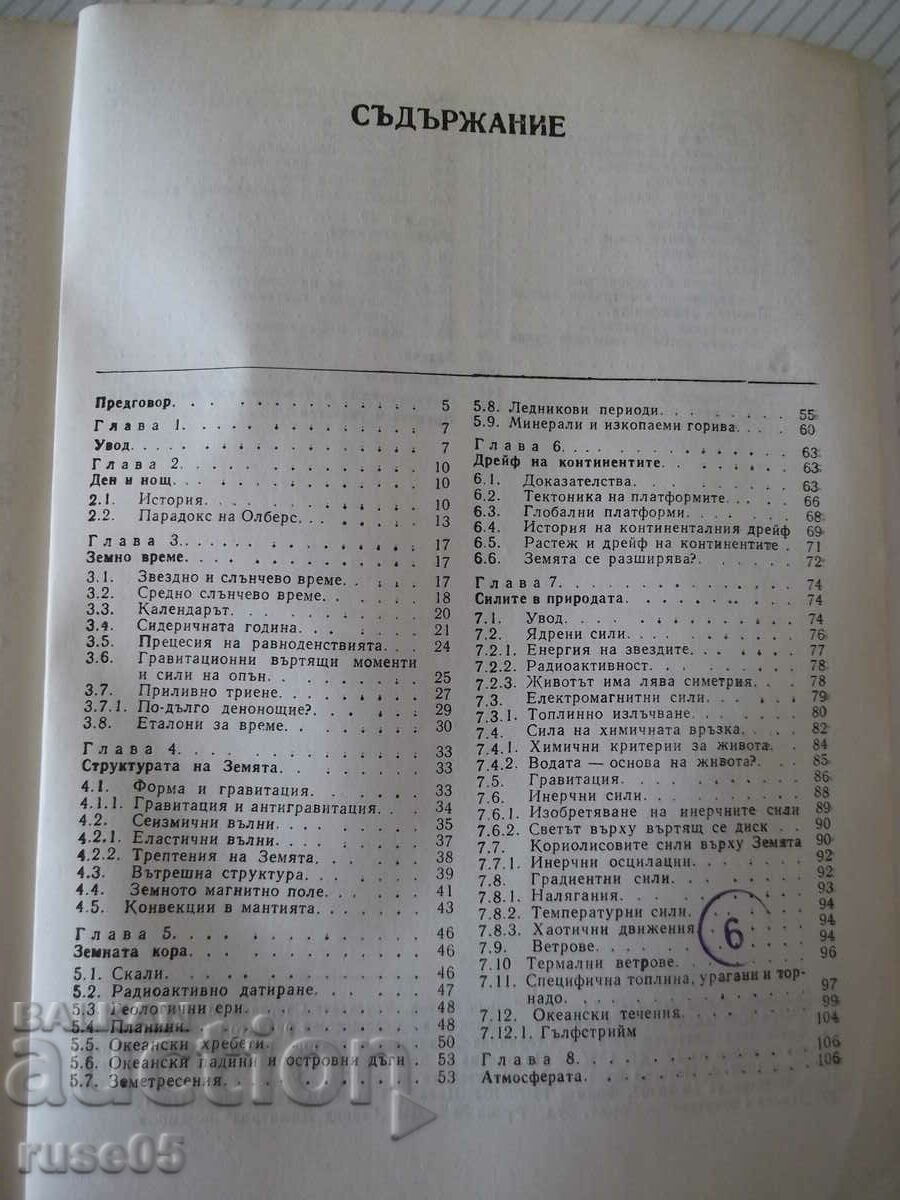 СЪДЪРЖАНИЕ
Предговор. . . . . . . . . . . 5
Глава 1. . . . . . . . . . . 7
Увод. . . . . . . . . . . 7
Глава 2. . . . . . . . . . . 10
Ден и нощ. . . . . . . . . . . 10
2.1. История. . . . . . . . . . . 10
2.2. Парадокс на Олберс. . . . . . . 13
Глава 3. . . . . . . . . . . 17
Земно време. . . . . . . . . . . 17
3.1. Звездно и слънчево време. . . . . 17
3.2. Средно слънчево време. . . . . . 18
3.3. Календарът. . . . . . . . . . 20
3.4. Сидеричната година. . . . . . . 21
3.5. Прецесия на равноденствията. . . . 24
3.6. Гравитационни въртящи моменти
и сили на опън. . . . . . . . . 25
3.7. Приливно триене. . . . . . . . 27
3.7.1. По-дълго денонощие?. . . . . . 29
3.8. Еталони за време. . . . . . . . 30
Глава 4. . . . . . . . . . . 33
Структурата на Земята. . . . . . . . 33
4.1. Форма и гравитация. . . . . . . 33
4.1.1. Гравитация и антигравитация. . . . 34
4.2. Сеизмични вълни. . . . . . . . 35
4.2.1. Еластични вълни. . . . . . . . 37
4.2.2. Трептения на Земята. . . . . . . 38
4.3. Вътрешна структура. . . . . . . 39
4.4. Земното магнитно поле. . . . . . 41
4.5. Конвекции в мантията. . . . . . . 43
Глава 5. . . . . . . . . . . 46
Земната кора. . . . . . . . . . . 46
5.1. Скали. . . . . . . . . . . 46
5.2. Радиоактивно датиране. . . . . . 47
5.3. Геологични ери. . . . . . . . . 48
5.4. Планини. . . . . . . . . . . 48
5.5. Океански хребети. . . . . . . . 50
5.6. Океански падини и островни дъги . 53
5.7. Земетресения. . . . . . . . . 53
5.8. Ледникови периоди. . . . . . . . 55
5.9. Минерали и изкопаеми горива. . . . 60
Глава 6. . . . . . . . . . . 63
Дрейф на континентите. . . . . . . . 63
6.1. Доказателства. . . . . . . . . 63
6.2. Тектоника на платформите. . . . . 66
6.3. Глобални платформи. . . . . . . 68
6.4. История на континенталния дрейф 69
6.5. Растеж и дрейф на континентите . 71
6.6. Земята се разширява?. . . . . . . 72
Глава 7. . . . . . . . . . . 74
Силите в природата. . . . . . . . . 74
7.1. Увод. . . . . . . . . . . 74
7.2. Ядрени сили. . . . . . . . . 76
7.2.1. Енергия на звездите. . . . . . . 77
7.2.2. Радиоактивност. . . . . . . . 78
7.2.3. Животът има лява симетрия. . . . 78
7.3. Електромагнитни сили. . . . . . 79
7.3.1. Топлинно излъчване. . . . . . . 80
7.4. Сила на химичната връзка. . . . . 82
7.4.1. Химични критерии за живота. . . . 84
7.4.2. Водата — основа на живота?. . . . 85
7.5. Гравитация. . . . . . . . . . 86
7.6. Инерчни сили. . . . . . . . . 88
7.6.1. Изобретяване на инерчните сили 89
7.6.2. Светът върху въртящ се диск . . 90
7.7. Кориолисовите сили върху Земята 90
7.7.1. Инерчни осцилации. . . . . . . 92
7.8. Градиентни сили. . . . . . . . 92
7.8.1. Налягания. . . . . . . . . . 93
7.8.2. Температурни сили. . . . . . . 94
7.8.3. Хаотични движения . . . . . . 94
7.9. Ветрове. . . . . . . . . . . 94
7.10 Термални ветрове. . . . . . . . 96
7.11. Специфична топлина, урагани и тор-
надо. . . . . . . . . . . 97
7.12. Океански течения. . . . . . . . 99
7.12.1. Гълфстрийм 104
Глава 8. . . . . . . . . . . 106
Атмосферата. . . . . . . . . . . 106
6
auction
ruse05